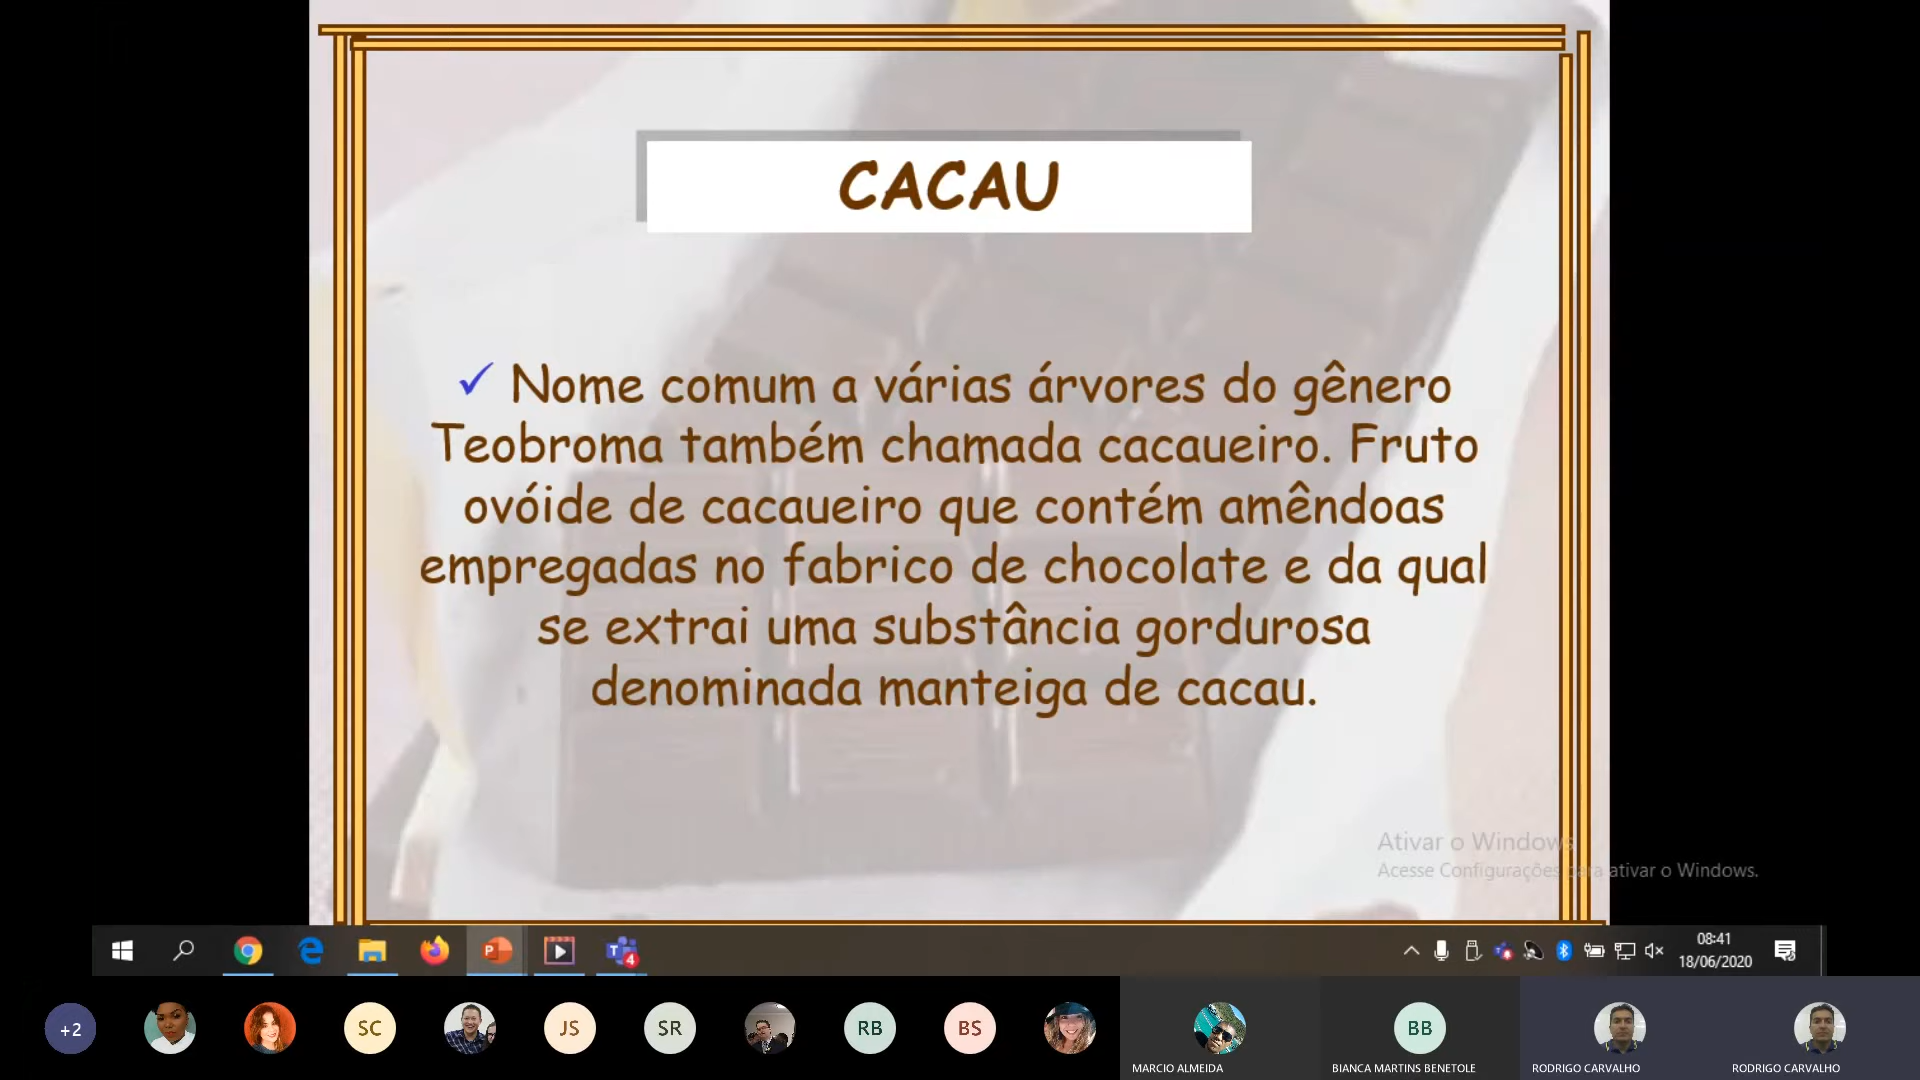 CACAU
✓ Nome comum a várias árvores do gênero
Teobroma também chamada cacaueiro. Fruto
ovóide de cacaueiro que contém amêndoas
empregadas no fabrico de chocolate e da qual
se extrai uma substância gordurosa
denominada manteiga de cacau.
Ativar o Windows
Acesse Configurações para ativar o Windows.
4
08:41
18/06/2020
+2
SC
JS
SR
RB
BS
BB
MARCIO ALMEIDA
BIANCA MARTINS BENETOLE
RODRIGO CARVALHO
RODRIGO CARVALHO